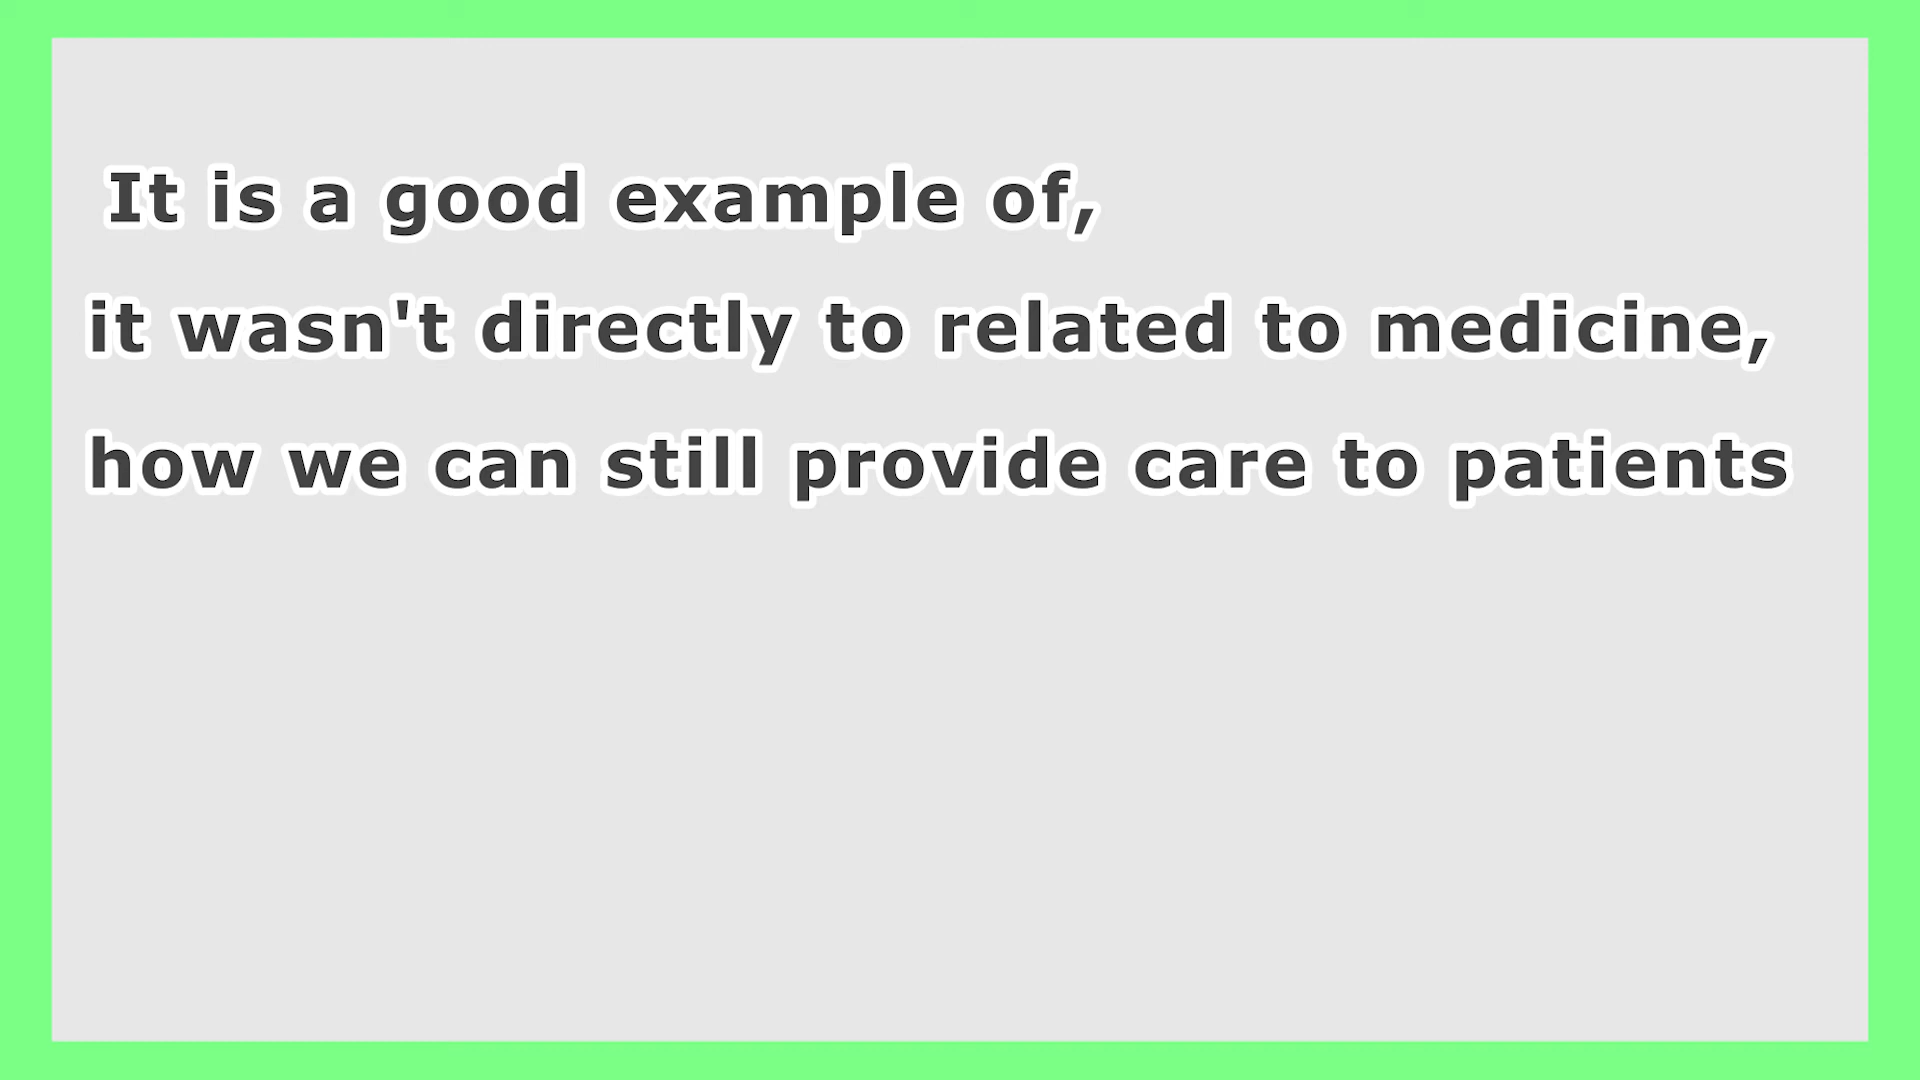 It is a good example of,
it wasn't directly to related to medicine,
how we can still provide care to patients